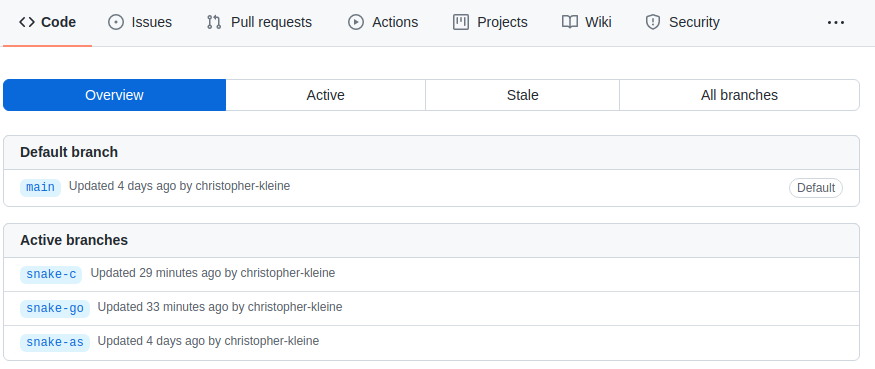 Code Issues Pull requests Actions Projects Wiki Security
Overview Active Stale All branches
Default branch
main Updated 4 days ago by christopher-kleine Default
Active branches
snake-c Updated 29 minutes ago by christopher-kleine
snake-go Updated 33 minutes ago by christopher-kleine
snake-as Updated 4 days ago by christopher-kleine